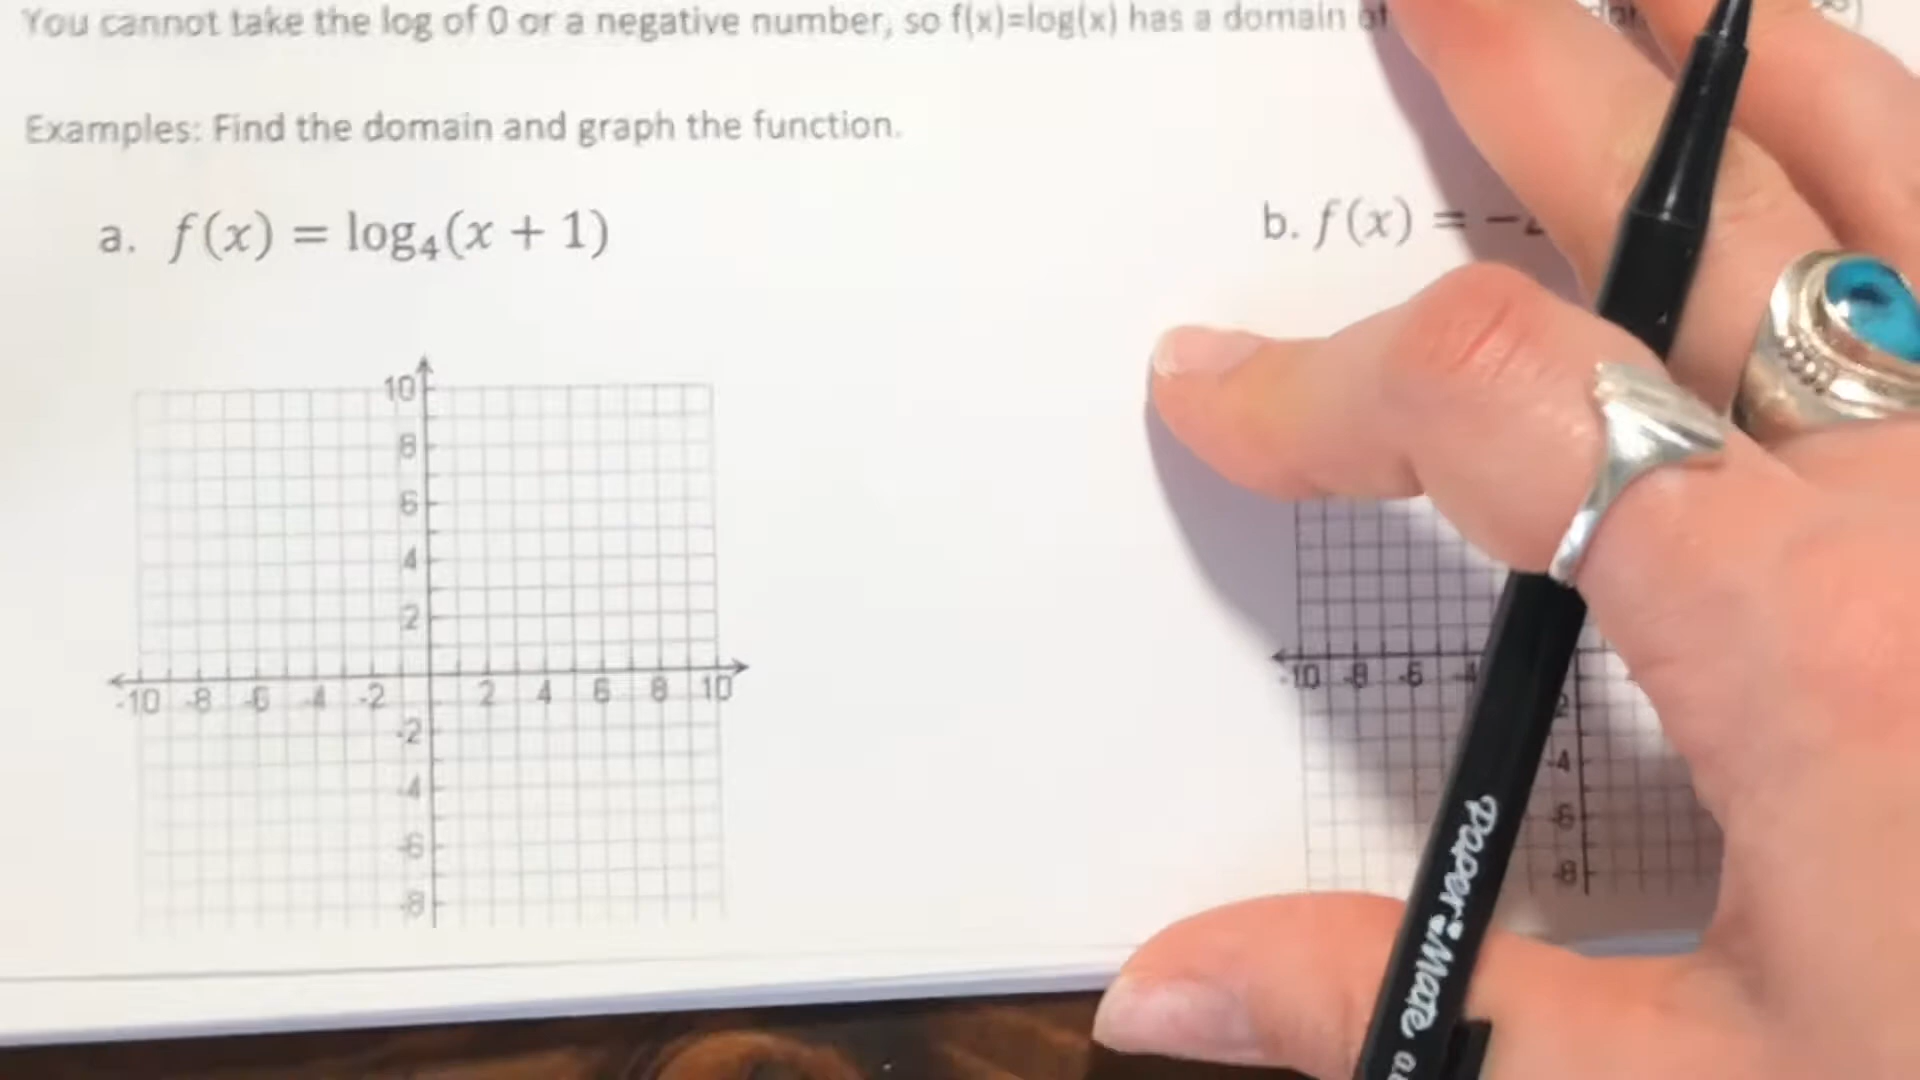 You cannot take the log of 0 or a negative number, so f(x)=log(x) has a domain of
Examples: Find the domain and graph the function.
a. f(x) = log₄(x + 1)
b. f(x) = −
10
8
6
4
2
-10 -8 -6 -4 -2 2 4 6 8 10
-2
-4
-6
-8
-10 -8 -6 -4
-4
-6
-8
paper mate